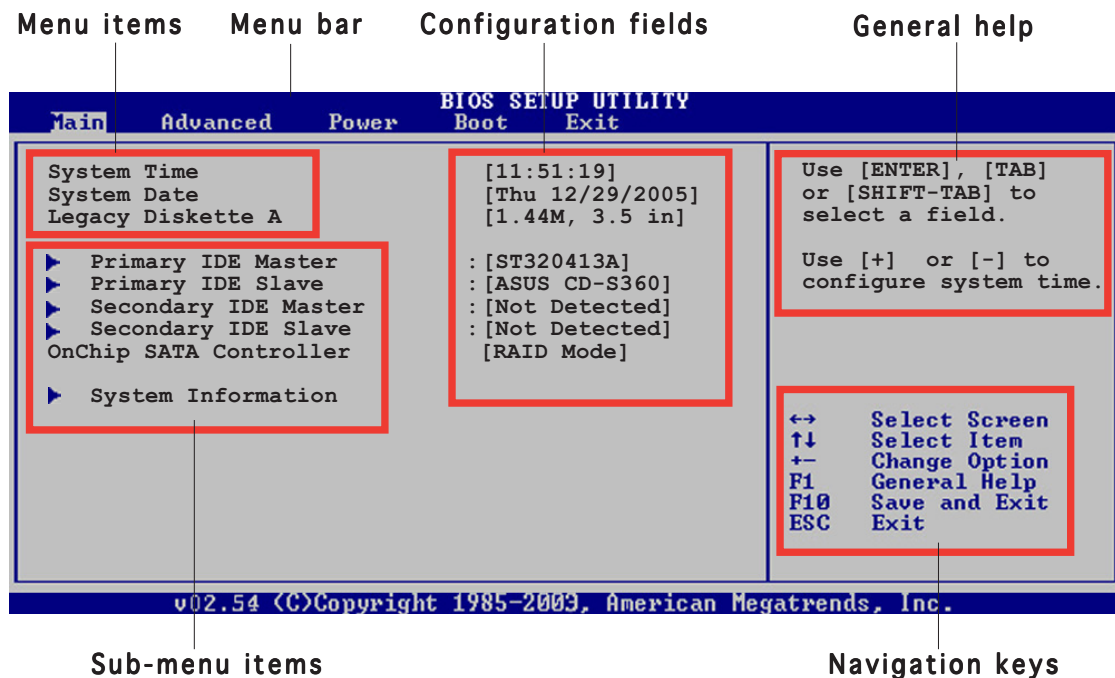 Menu items Menu bar Configuration fields General help
BIOS SETUP UTILITY
Main Advanced Power Boot Exit
System Time [11:51:19]
System Date [Thu 12/29/2005]
Legacy Diskette A [1.44M, 3.5 in]
Primary IDE Master :[ST320413A]
Primary IDE Slave :[ASUS CD-S360]
Secondary IDE Master :[Not Detected]
Secondary IDE Slave :[Not Detected]
OnChip SATA Controller [RAID Mode]
System Information
Use [ENTER], [TAB]
or [SHIFT-TAB] to
select a field.
Use [+] or [-] to
configure system time.
←→ Select Screen
↑↓ Select Item
+- Change Option
F1 General Help
F10 Save and Exit
ESC Exit
v02.54 (C)Copyright 1985-2003, American Megatrends, Inc.
Sub-menu items Navigation keys